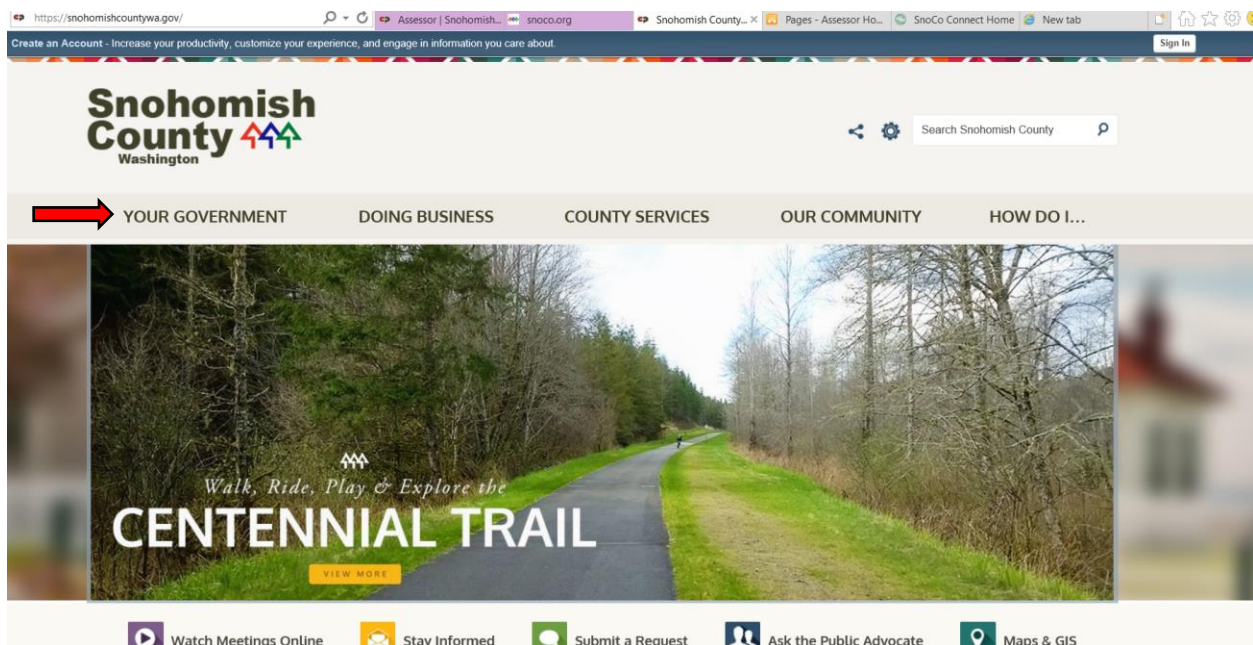 https://snohomishcountywa.gov/
Assessor | Snohomish...
snoco.org
Snohomish County...
Pages - Assessor Ho...
SnoCo Connect Home
New tab
Create an Account - Increase your productivity, customize your experience, and engage in information you care about.
Sign In
Snohomish
County
Washington
Search Snohomish County
YOUR GOVERNMENT
DOING BUSINESS
COUNTY SERVICES
OUR COMMUNITY
HOW DO I...
Walk, Ride, Play & Explore the
CENTENNIAL TRAIL
VIEW MORE
Watch Meetings Online
Stay Informed
Submit a Request
Ask the Public Advocate
Maps & GIS